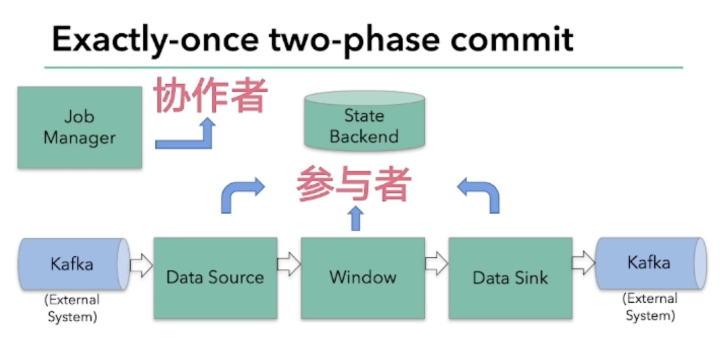 Exactly-once two-phase commit
Job
Manager
协作者
State
Backend
参与者
Kafka
(External
System)
Data Source
Window
Data Sink
Kafka
(External
System)